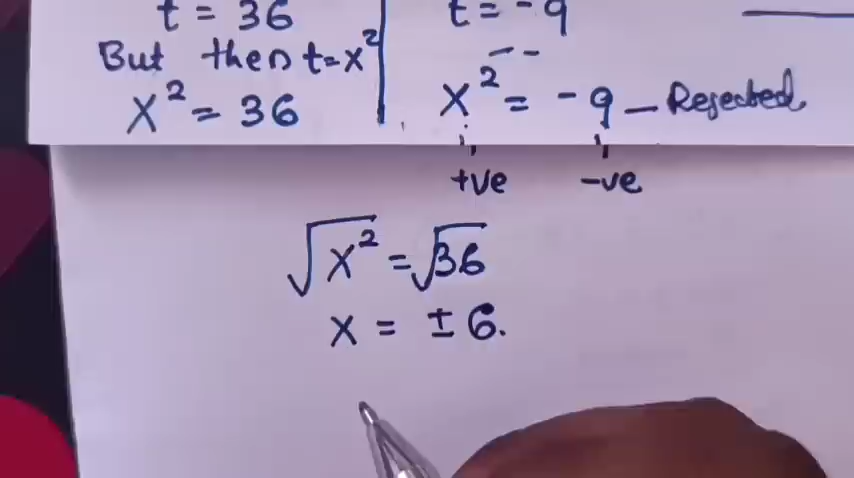 t = 36
But then t=x²
x² = 36
t = -9
x² = -9 — Rejected
+ve -ve
√x² = √36
x = ± 6.